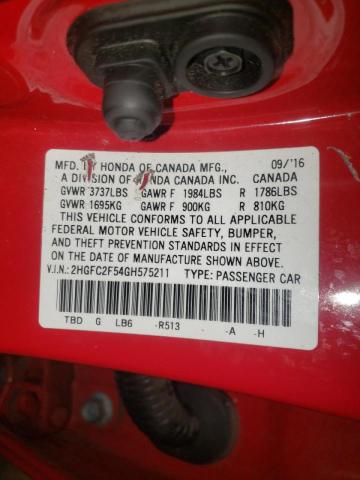 MFD. BY HONDA OF CANADA MFG., 09/'16
A DIVISION OF HONDA CANADA INC. CANADA
GVWR 3737LBS GAWR F 1984LBS R 1786LBS
GVWR 1695KG GAWR F 900KG R 810KG
THIS VEHICLE CONFORMS TO ALL APPLICABLE
FEDERAL MOTOR VEHICLE SAFETY, BUMPER,
AND THEFT PREVENTION STANDARDS IN EFFECT
ON THE DATE OF MANUFACTURE SHOWN ABOVE.
V.I.N.: 2HGFC2F54GH575211 TYPE: PASSENGER CAR
TBD G LB6 -R513 -A -H